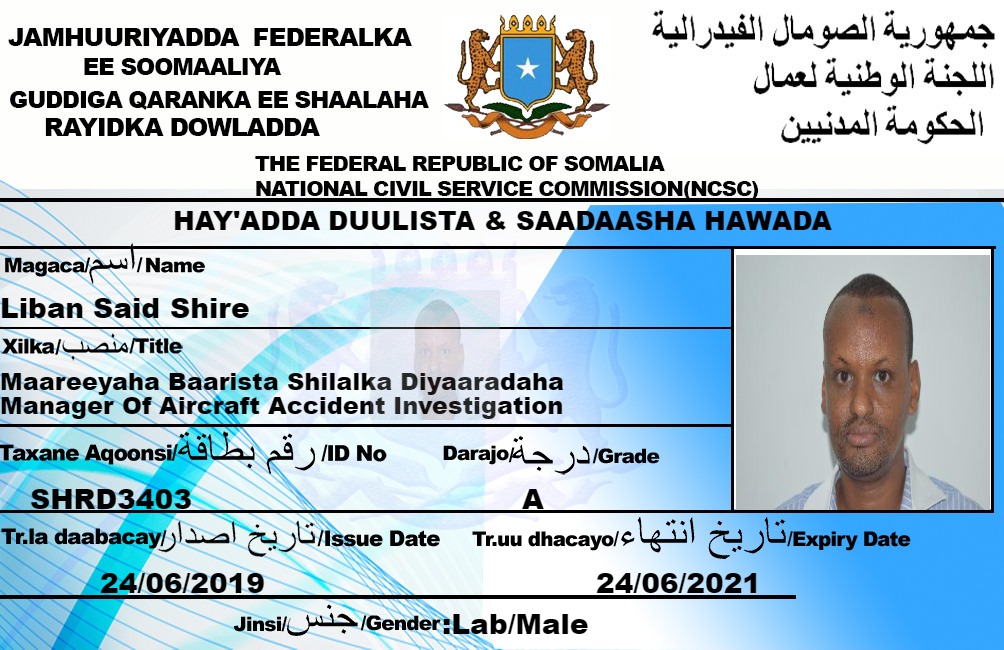 JAMHUURIYADDA FEDERALKA
EE SOOMAALIYA
GUDDIGA QARANKA EE SHAALAHA
RAYIDKA DOWLADDA
جمهورية الصومال الفيدرالية
اللجنة الوطنية لعمال
الحكومة المدنيين
THE FEDERAL REPUBLIC OF SOMALIA
NATIONAL CIVIL SERVICE COMMISSION(NCSC)
HAY'ADDA DUULISTA & SAADAASHA HAWADA
Magaca/اسم/Name
Liban Said Shire
Xilka/منصب/Title
Maareeyaha Baarista Shilalka Diyaaradaha
Manager Of Aircraft Accident Investigation
Taxane Aqoonsi/رقم بطاقة/ID No
Darajo/درجة/Grade
SHRD3403
A
Tr.la daabacay/تاريخ اصدار/Issue Date
Tr.uu dhacayo/تاريخ انتهاء/Expiry Date
24/06/2019
24/06/2021
Jinsi/جنس/Gender:Lab/Male